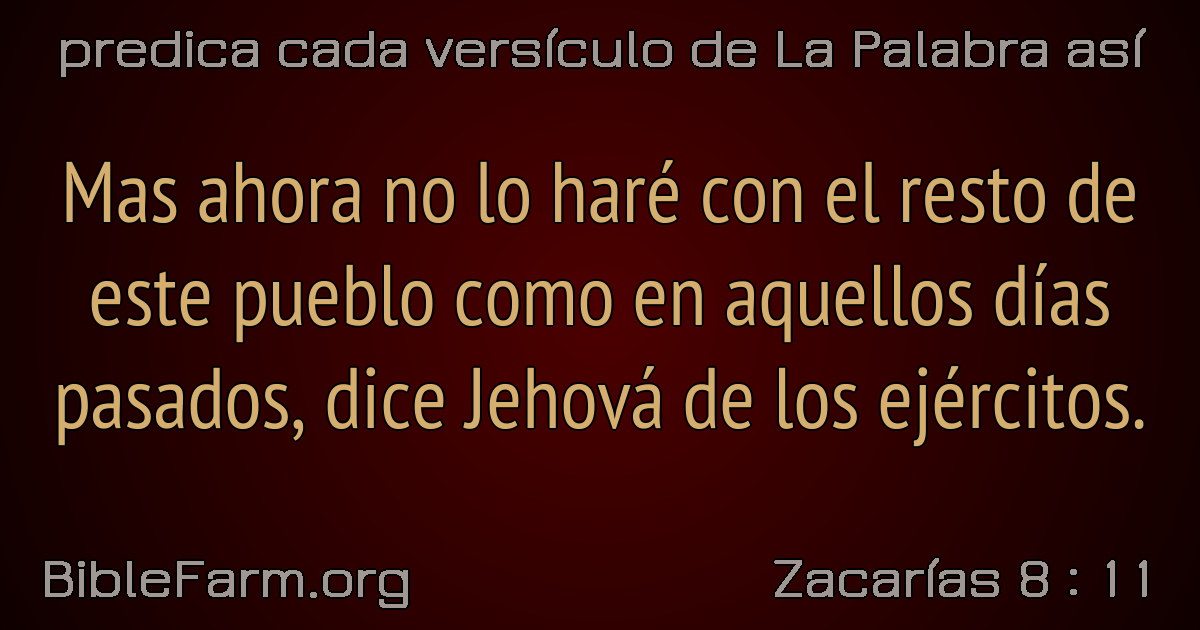 predica cada versículo de La Palabra así
Mas ahora no lo haré con el resto de
este pueblo como en aquellos días
pasados, dice Jehová de los ejércitos.
BibleFarm.org
Zacarías 8 : 11